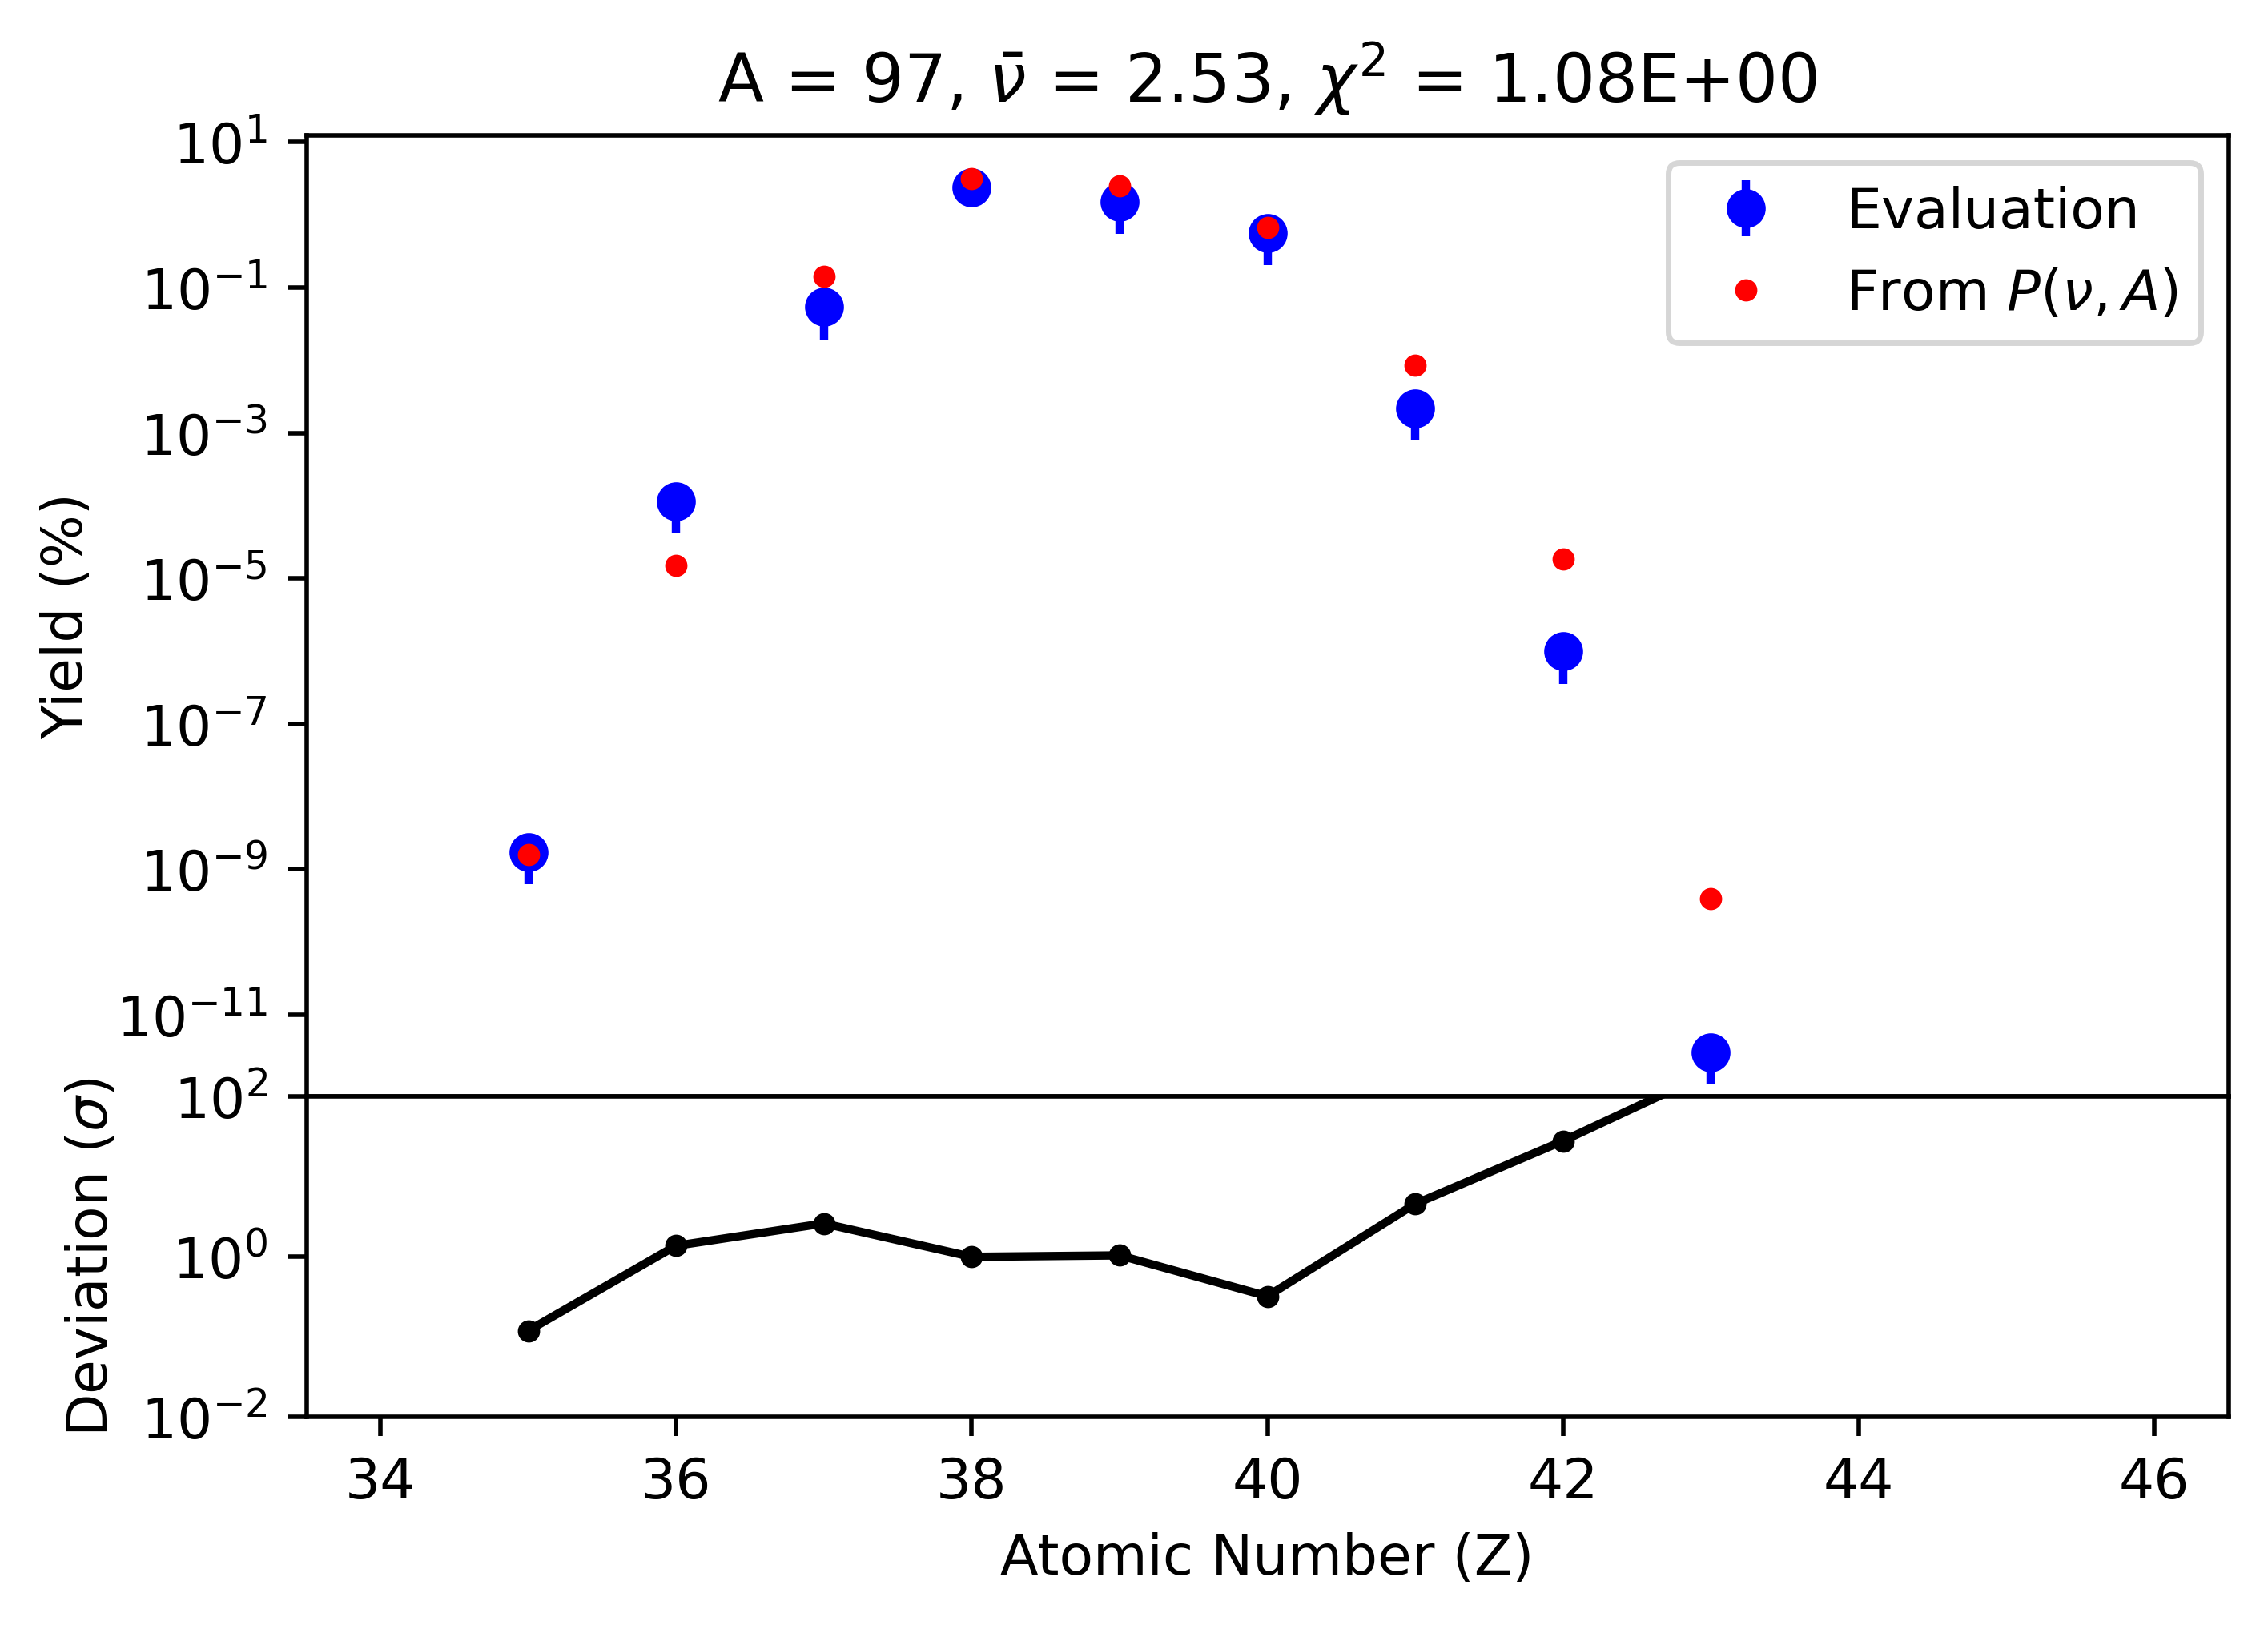 A = 97, ν̄ = 2.53, χ² = 1.08E+00
Evaluation
From P(ν, A)
Yield (%)
10¹
10⁻¹
10⁻³
10⁻⁵
10⁻⁷
10⁻⁹
10⁻¹¹
Deviation (σ)
10²
10⁰
10⁻²
34 36 38 40 42 44 46
Atomic Number (Z)